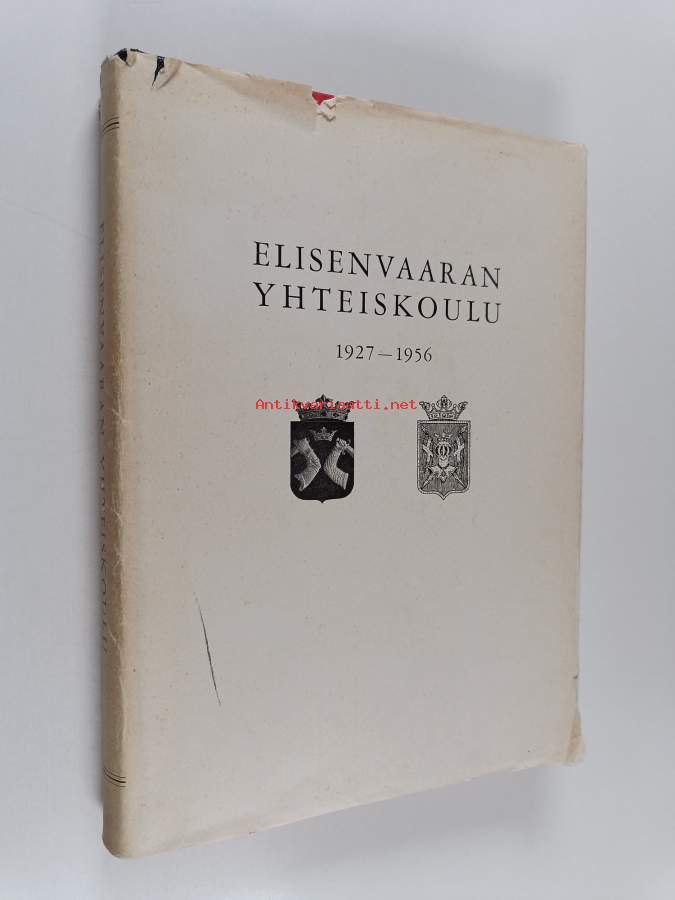 ELISENVAARAN
YHTEISKOULU
1927—1956
Antikvariaatti.net
ELISENVAARAN YHTEISKOULU